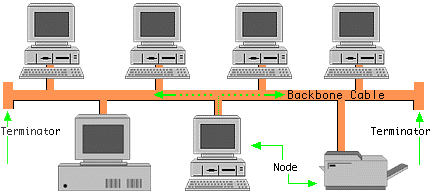 Backbone Cable
Terminator
Terminator
Node